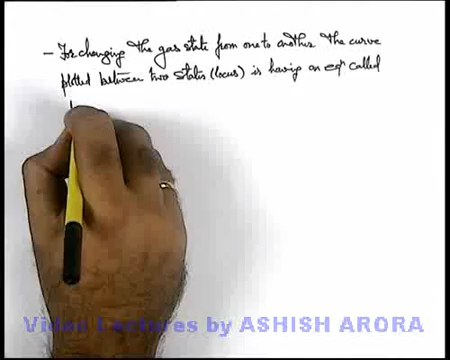 – For changing the gas state from one to another the curve
plotted between two states (locus) is having an eqⁿ called
Video Lectures by ASHISH ARORA